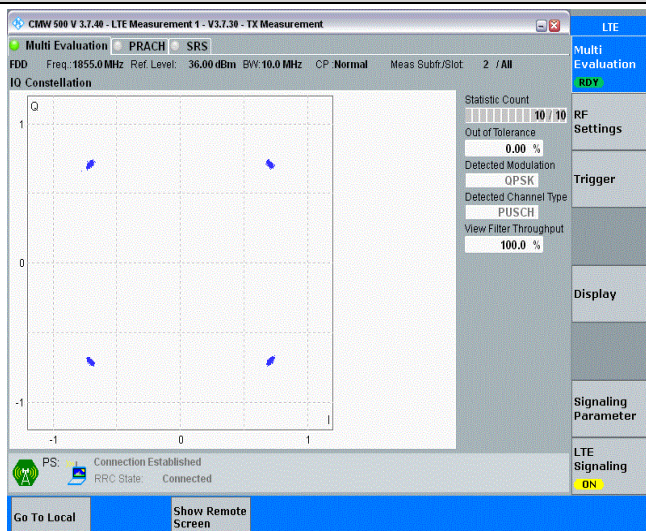 CMW 500 V 3.7.40 - LTE Measurement 1 - V3.7.30 - TX Measurement
LTE
Multi Evaluation PRACH SRS
FDD Freq.:1855.0 MHz Ref. Level: 36.00 dBm BW:10.0 MHz CP :Normal Meas Subfr./Slot: 2 / All
IQ Constellation
Q
1
0
-1
I
-1 0 1
Statistic Count
10 / 10
Out of Tolerance
0.00 %
Detected Modulation
QPSK
Detected Channel Type
PUSCH
View Filter Throughput
100.0 %
Multi
Evaluation
RDY
RF
Settings
Trigger
Display
Signaling
Parameter
LTE
Signaling
ON
PS: Connection Established
RRC State: Connected
Go To Local
Show Remote
Screen